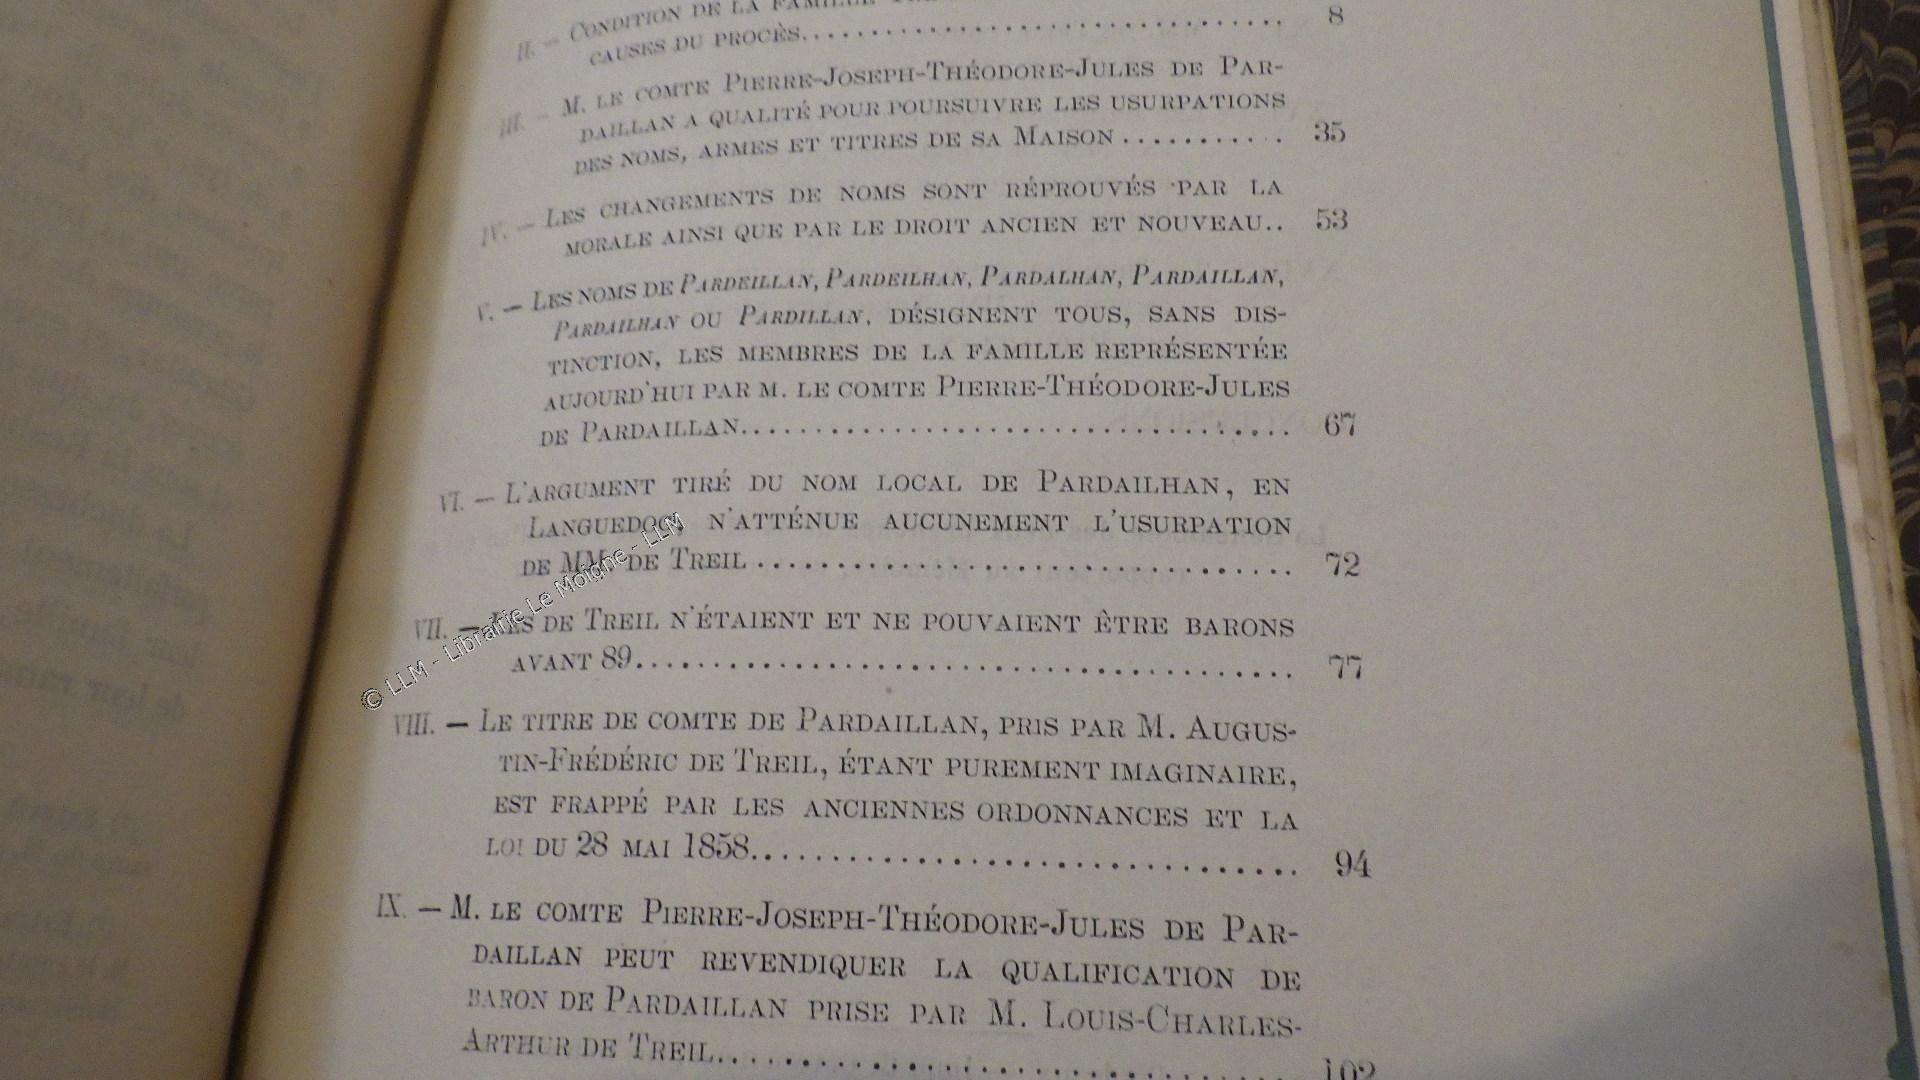 II. — CONDITION DE LA FAMILLE
CAUSES DU PROCÈS.................................... 8
III. — M. LE COMTE PIERRE-JOSEPH-THÉODORE-JULES DE PAR-
DAILLAN A QUALITÉ POUR POURSUIVRE LES USURPATIONS
DES NOMS, ARMES ET TITRES DE SA MAISON ........... 35
IV. — LES CHANGEMENTS DE NOMS SONT RÉPROUVÉS PAR LA
MORALE AINSI QUE PAR LE DROIT ANCIEN ET NOUVEAU.. 53
V. — LES NOMS DE PARDEILLAN, PARDEILHAN, PARDALHAN, PARDAILLAN,
PARDAILHAN OU PARDILLAN, DÉSIGNENT TOUS, SANS DIS-
TINCTION, LES MEMBRES DE LA FAMILLE REPRÉSENTÉE
AUJOURD'HUI PAR M. LE COMTE PIERRE-THÉODORE-JULES
DE PARDAILLAN.................................... 67
VI. — L'ARGUMENT TIRÉ DU NOM LOCAL DE PARDAILHAN, EN
LANGUEDOC, N'ATTÉNUE AUCUNEMENT L'USURPATION
DE MM. DE TREIL .................................. 72
VII. — LES DE TREIL N'ÉTAIENT ET NE POUVAIENT ÊTRE BARONS
AVANT 89.......................................... 77
VIII. — LE TITRE DE COMTE DE PARDAILLAN, PRIS PAR M. AUGUS-
TIN-FRÉDÉRIC DE TREIL, ÉTANT PUREMENT IMAGINAIRE,
EST FRAPPÉ PAR LES ANCIENNES ORDONNANCES ET LA
LOI DU 28 MAI 1858................................ 94
IX. — M. LE COMTE PIERRE-JOSEPH-THÉODORE-JULES DE PAR-
DAILLAN PEUT REVENDIQUER LA QUALIFICATION DE
BARON DE PARDAILLAN PRISE PAR M. LOUIS-CHARLES-
ARTHUR DE TREIL................................... 102
© LLM - Librairie Le Moigne - LLM